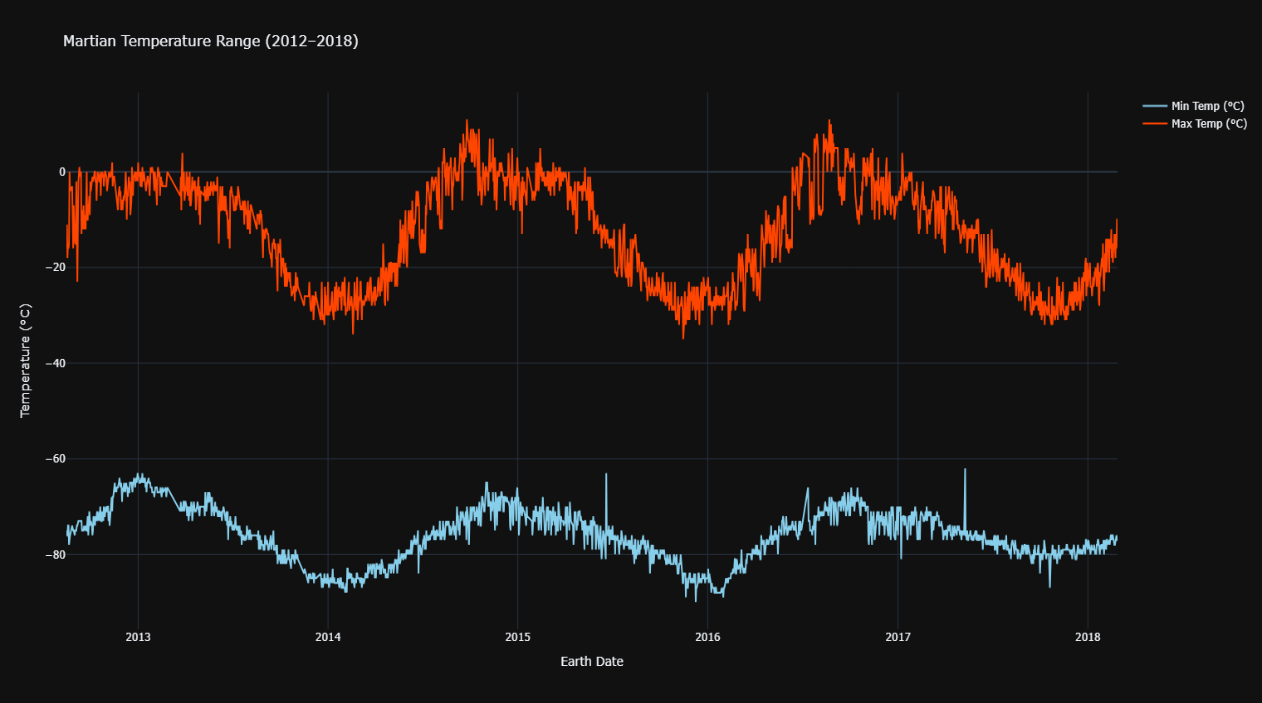 Martian Temperature Range (2012−2018)
Min Temp (°C)
Max Temp (°C)
0
−20
−40
−60
−80
Temperature (°C)
2013
2014
2015
2016
2017
2018
Earth Date